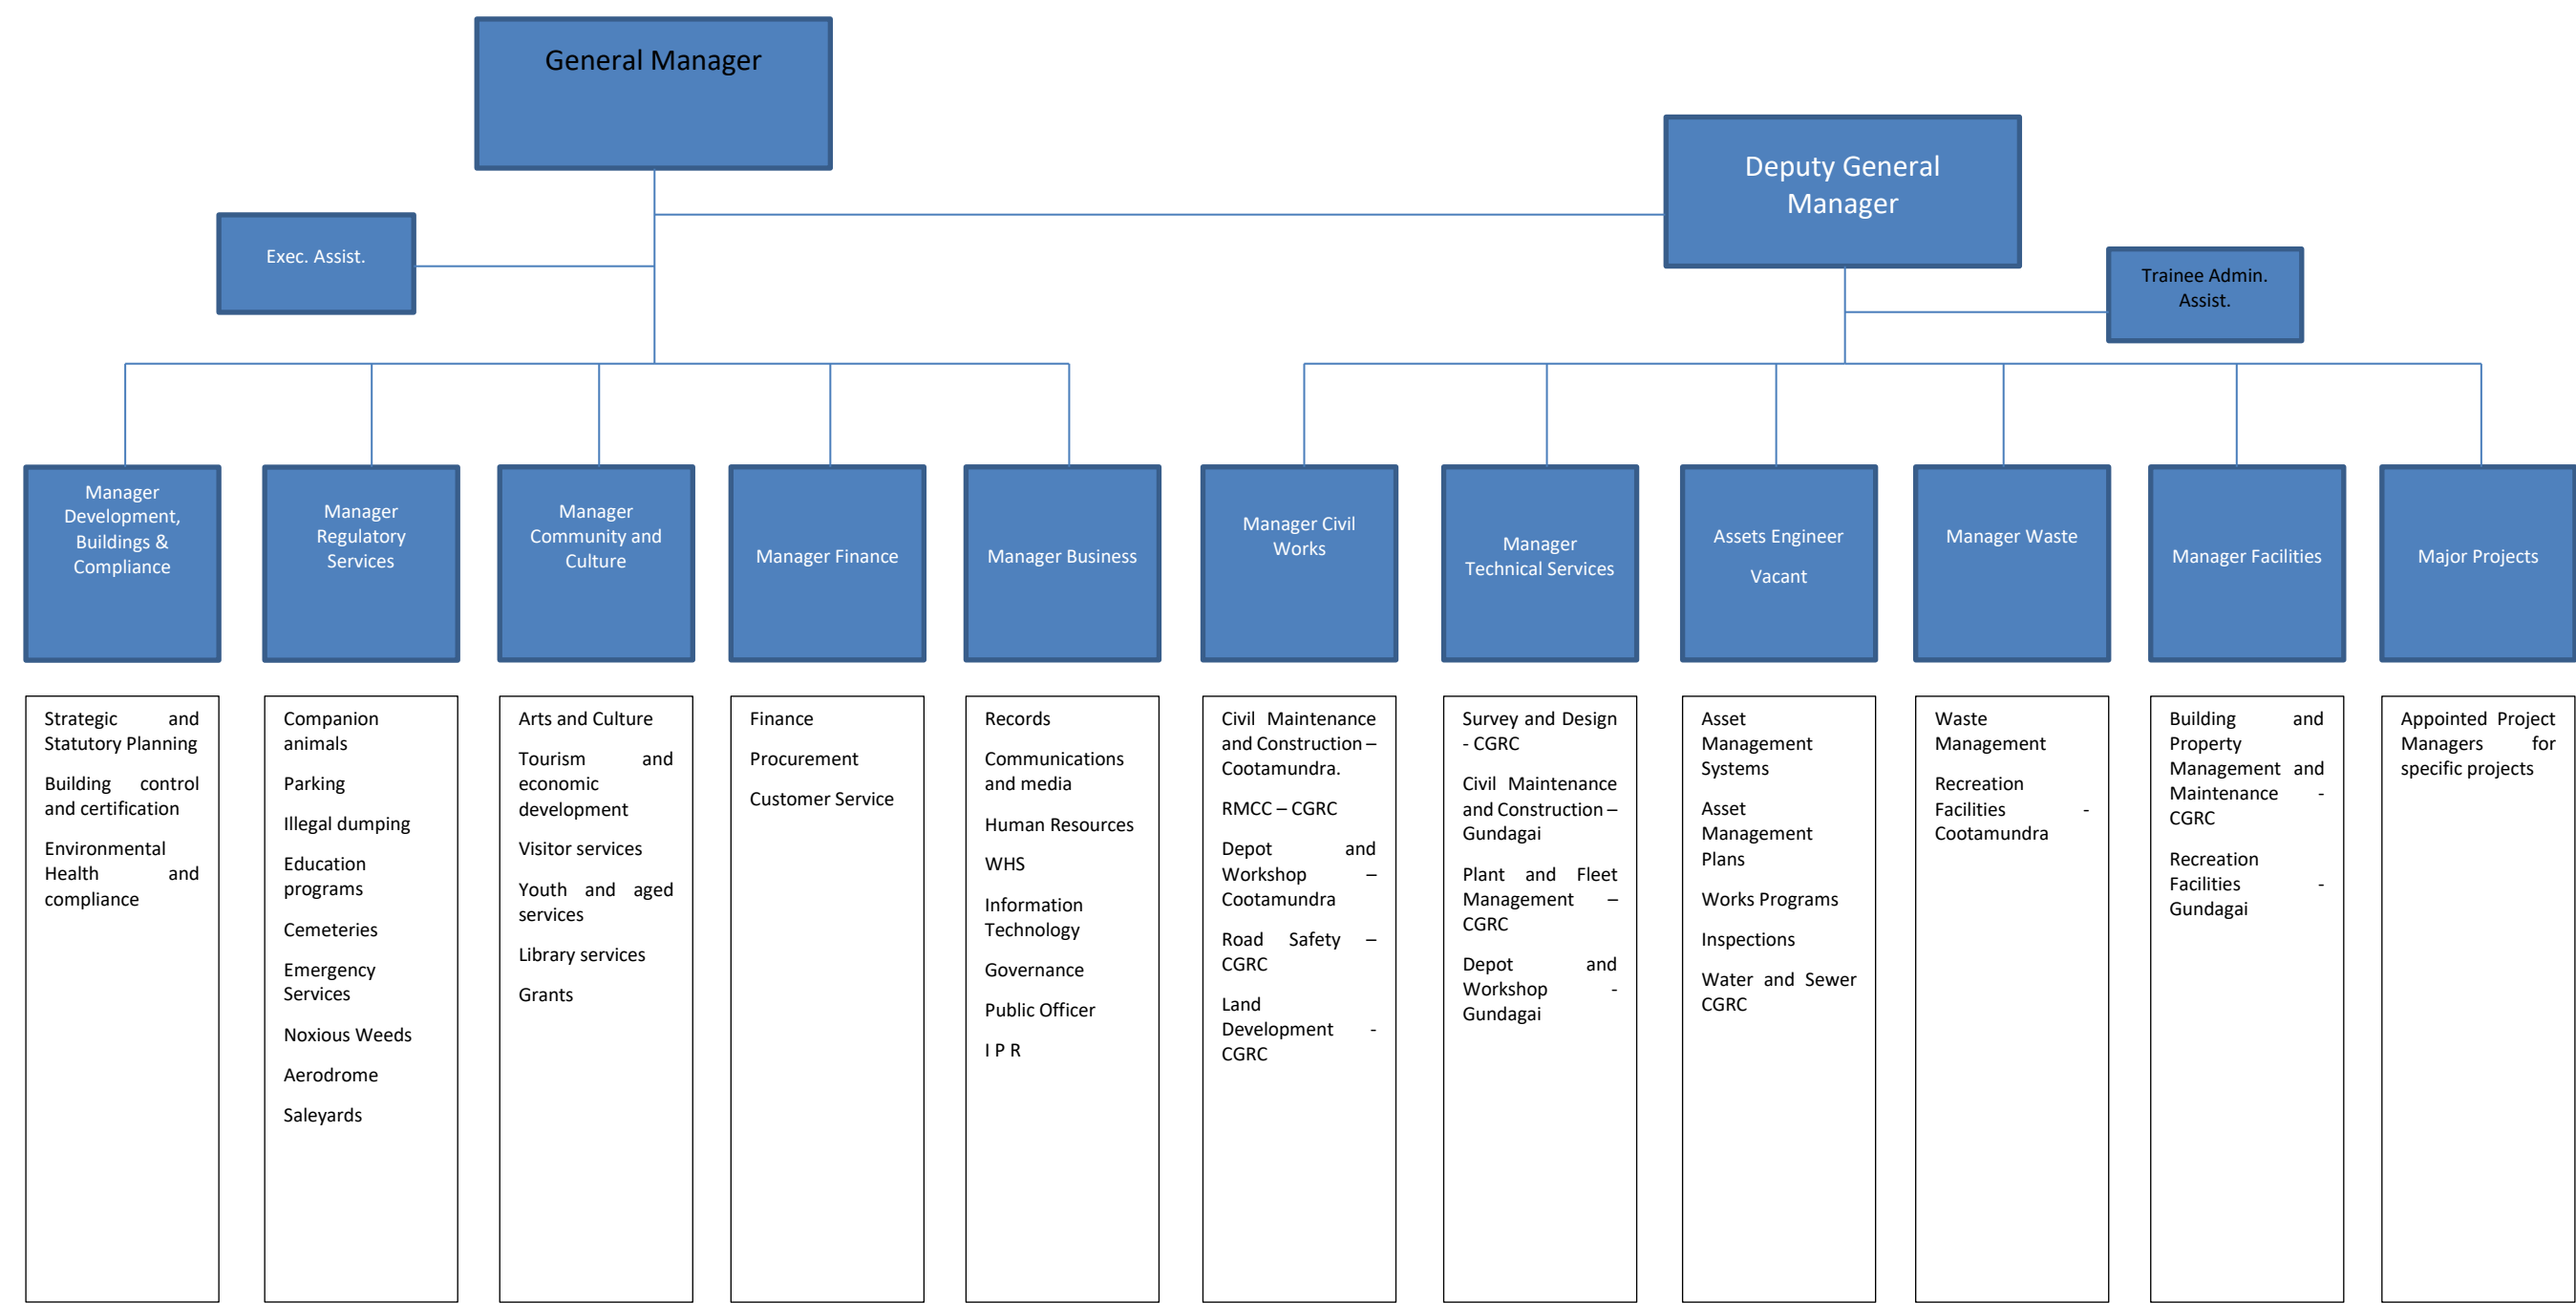 General Manager
Deputy General
Manager
Exec. Assist.
Trainee Admin.
Assist.
Manager
Development,
Buildings &
Compliance
Manager
Regulatory
Services
Manager
Community and
Culture
Manager Finance
Manager Business
Manager Civil
Works
Manager
Technical Services
Assets Engineer
Vacant
Manager Waste
Manager Facilities
Major Projects
Strategic and
Statutory Planning
Building control
and certification
Environmental
Health and
compliance
Companion
animals
Parking
Illegal dumping
Education
programs
Cemeteries
Emergency
Services
Noxious Weeds
Aerodrome
Saleyards
Arts and Culture
Tourism and
economic
development
Visitor services
Youth and aged
services
Library services
Grants
Finance
Procurement
Customer Service
Records
Communications
and media
Human Resources
WHS
Information
Technology
Governance
Public Officer
I P R
Civil Maintenance
and Construction –
Cootamundra.
RMCC – CGRC
Depot and
Workshop –
Cootamundra
Road Safety –
CGRC
Land
Development -
CGRC
Survey and Design
- CGRC
Civil Maintenance
and Construction –
Gundagai
Plant and Fleet
Management –
CGRC
Depot and
Workshop -
Gundagai
Asset
Management
Systems
Asset
Management
Plans
Works Programs
Inspections
Water and Sewer
CGRC
Waste
Management
Recreation
Facilities -
Cootamundra
Building and
Property
Management and
Maintenance -
CGRC
Recreation
Facilities -
Gundagai
Appointed Project
Managers for
specific projects